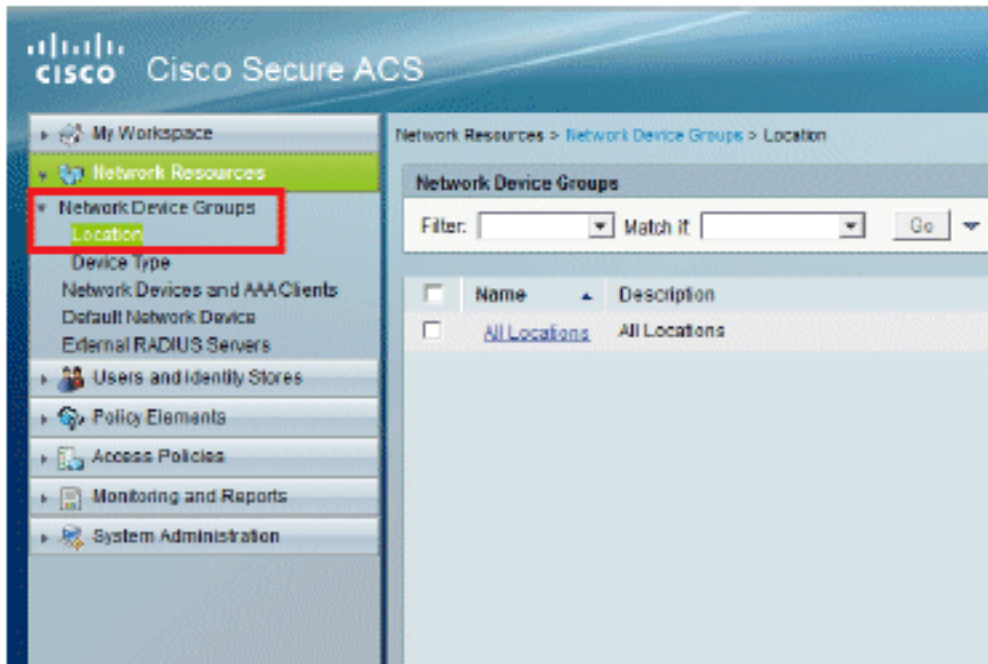 cisco Cisco Secure ACS
My Workspace
Network Resources
Network Device Groups
Location
Device Type
Network Devices and AAA Clients
Default Network Device
External RADIUS Servers
Users and Identity Stores
Policy Elements
Access Policies
Monitoring and Reports
System Administration
Network Resources > Network Device Groups > Location
Network Device Groups
Filter: Match if: Go
Name Description
All Locations All Locations